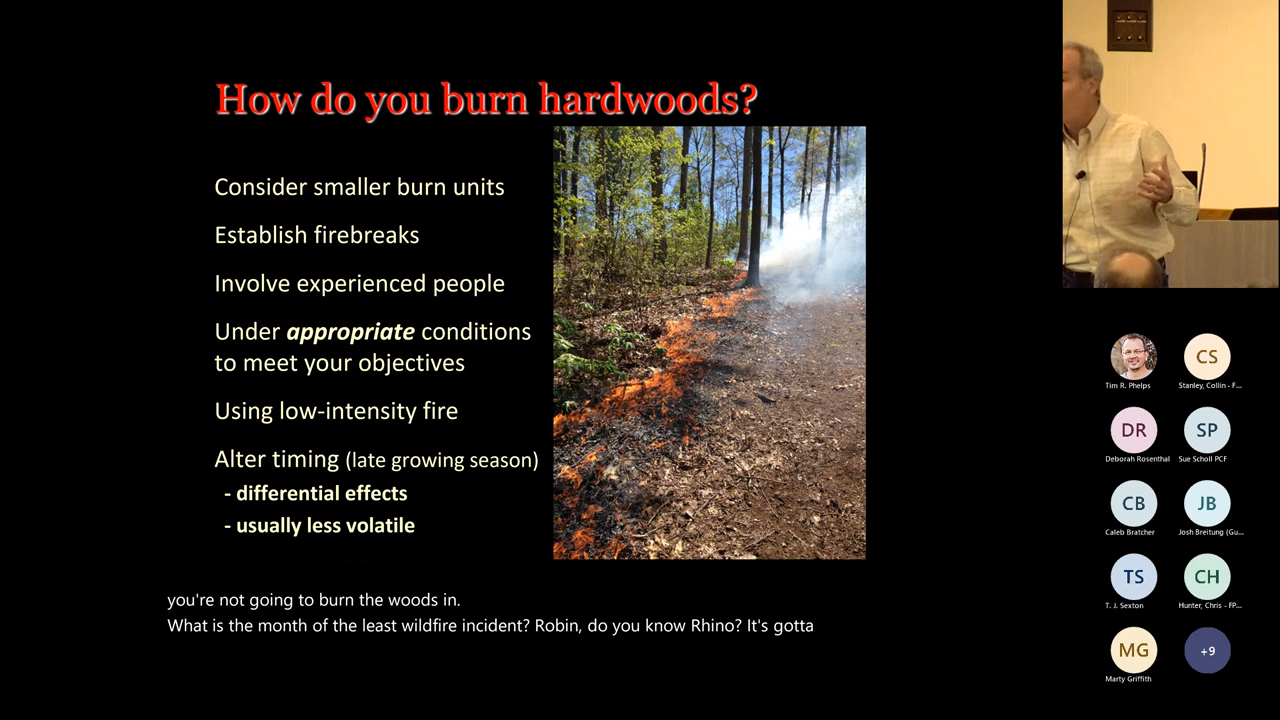 How do you burn hardwoods?
Consider smaller burn units
Establish firebreaks
Involve experienced people
Under appropriate conditions
to meet your objectives
Using low-intensity fire
Alter timing (late growing season)
- differential effects
- usually less volatile
you're not going to burn the woods in.
What is the month of the least wildfire incident? Robin, do you know Rhino? It's gotta
Tim R. Phelps
CS
Stanley, Collin - F...
DR
Deborah Rosenthal
SP
Sue Scholl PCF
CB
Caleb Bratcher
JB
Josh Breitung (Gu...
TS
T. J. Sexton
CH
Hunter, Chris - FP...
MG
Marty Griffith
+9